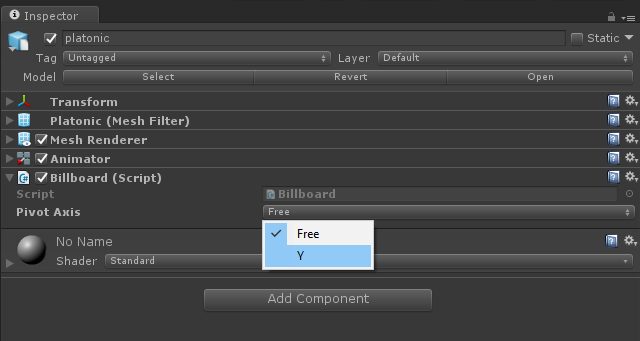 Inspector
platonic
Static
Tag Untagged Layer Default
Model Select Revert Open
Transform
Platonic (Mesh Filter)
Mesh Renderer
Animator
Billboard (Script)
Script Billboard
Pivot Axis Free
Free
Y
No Name
Shader Standard
Add Component